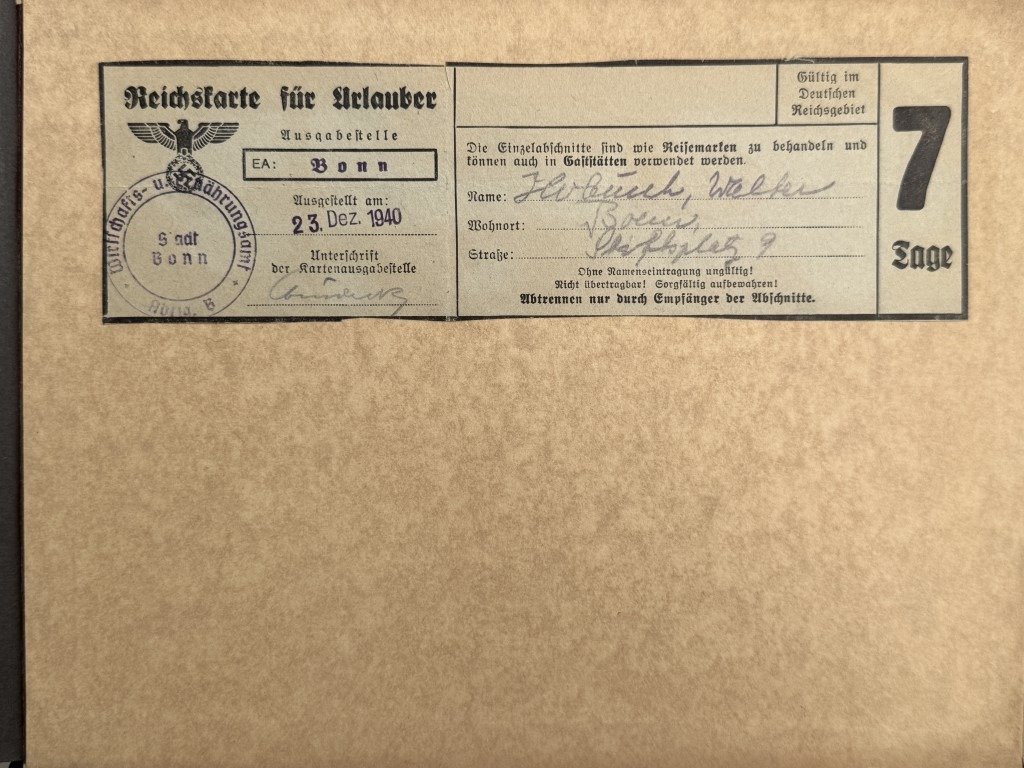 Reichskarte für Urlauber
Ausgabestelle
EA: Bonn
Ausgestellt am:
23. Dez. 1940
Unterschrift
der Kartenausgabestelle
Wirtschafts- u. Ernährungsamt
Stadt
Bonn
Abtlg. B
Gültig im
Deutschen
Reichsgebiet
Die Einzelabschnitte sind wie Reisemarken zu behandeln und
können auch in Gaststätten verwendet werden.
Name: Walter
Wohnort: Bonn,
Straße: 9
Ohne Namenseintragung ungültig!
Nicht übertragbar! Sorgfältig aufbewahren!
Abtrennen nur durch Empfänger der Abschnitte.
7
Tage